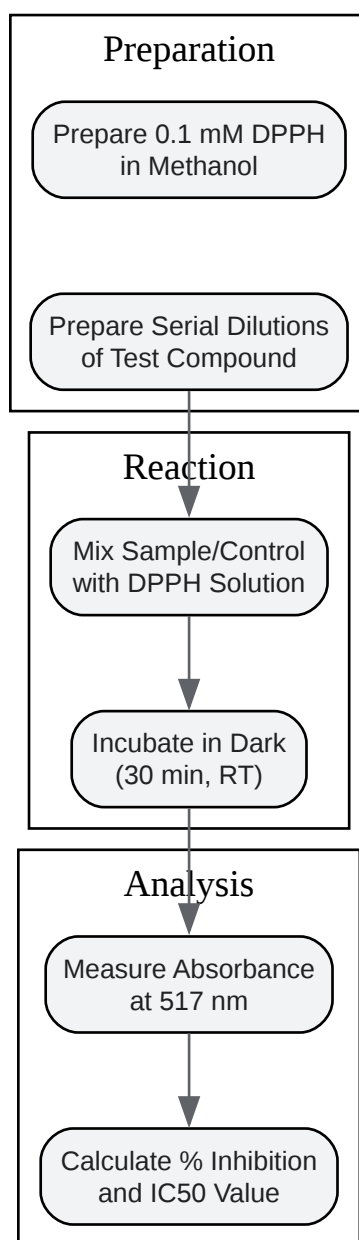 Preparation
Prepare 0.1 mM DPPH
in Methanol
Prepare Serial Dilutions
of Test Compound
Reaction
Mix Sample/Control
with DPPH Solution
Incubate in Dark
(30 min, RT)
Analysis
Measure Absorbance
at 517 nm
Calculate % Inhibition
and IC50 Value